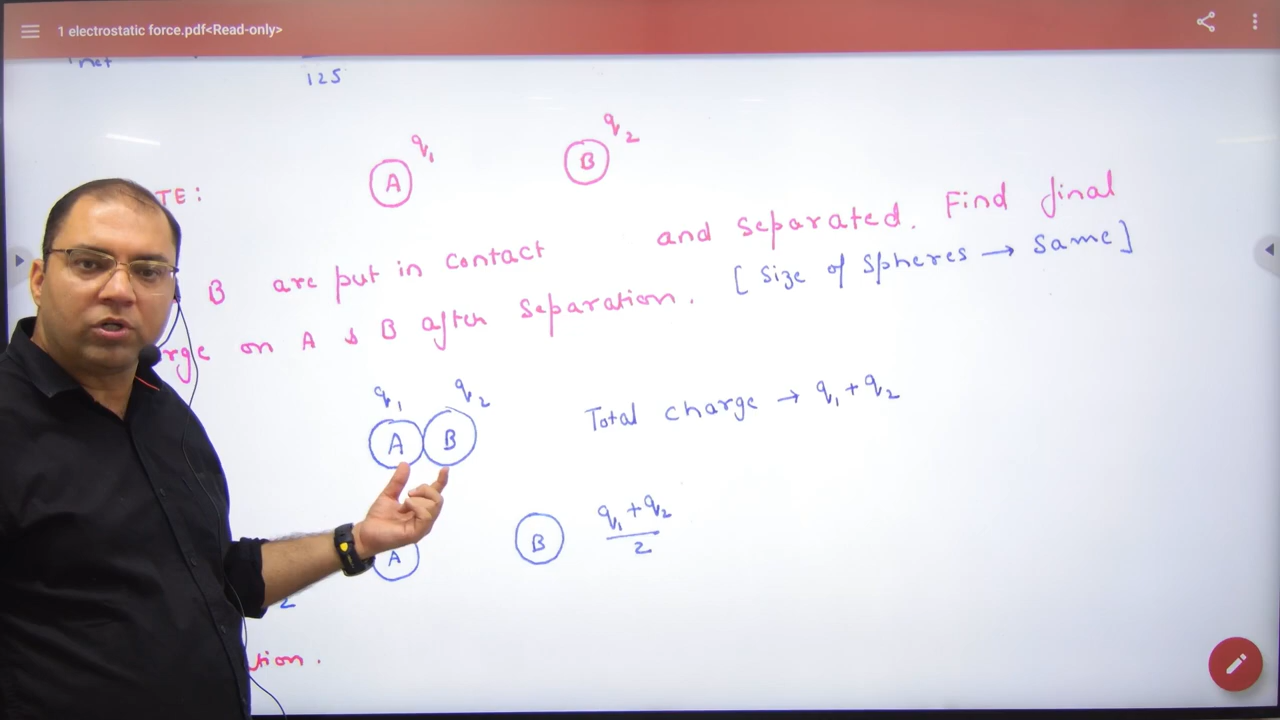 1 electrostatic force.pdf<Read-only>
125
q₁ q₂
A B
TE:
B are put in contact and separated. Find final
rge on A & B after separation. [Size of spheres → same]
q₁ q₂
A B Total charge → q₁ + q₂
A B (q₁ + q₂)/2
2
tion.